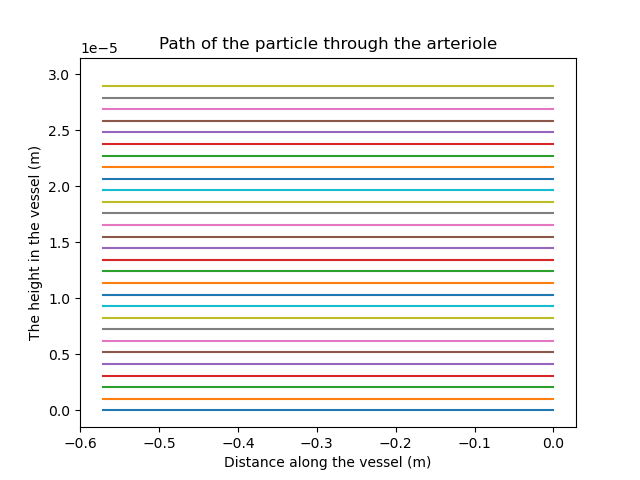 Path of the particle through the arteriole
1e−5
The height in the vessel (m)
3.0
2.5
2.0
1.5
1.0
0.5
0.0
−0.6 −0.5 −0.4 −0.3 −0.2 −0.1 0.0
Distance along the vessel (m)